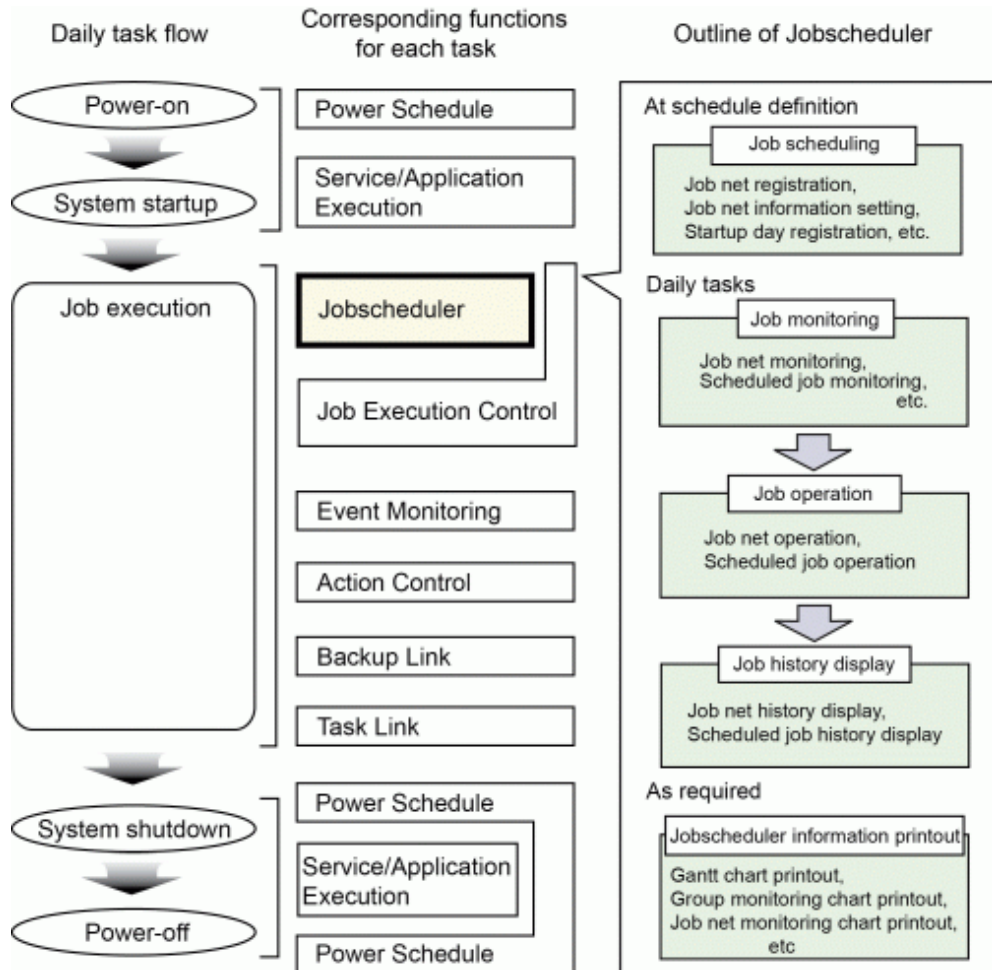 Daily task flow
Corresponding functions
for each task
Outline of Jobscheduler
Power-on
System startup
Job execution
System shutdown
Power-off
Power Schedule
Service/Application
Execution
Jobscheduler
Job Execution Control
Event Monitoring
Action Control
Backup Link
Task Link
Power Schedule
Service/Application
Execution
Power Schedule
At schedule definition
Job scheduling
Job net registration,
Job net information setting,
Startup day registration, etc.
Daily tasks
Job monitoring
Job net monitoring,
Scheduled job monitoring,
etc.
Job operation
Job net operation,
Scheduled job operation
Job history display
Job net history display,
Scheduled job history display
As required
Jobscheduler information printout
Gantt chart printout,
Group monitoring chart printout,
Job net monitoring chart printout,
etc